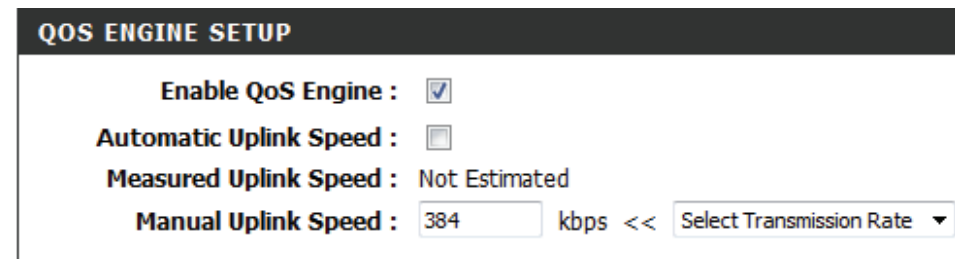 QOS ENGINE SETUP
Enable QoS Engine :
Automatic Uplink Speed :
Measured Uplink Speed : Not Estimated
Manual Uplink Speed : 384 kbps << Select Transmission Rate